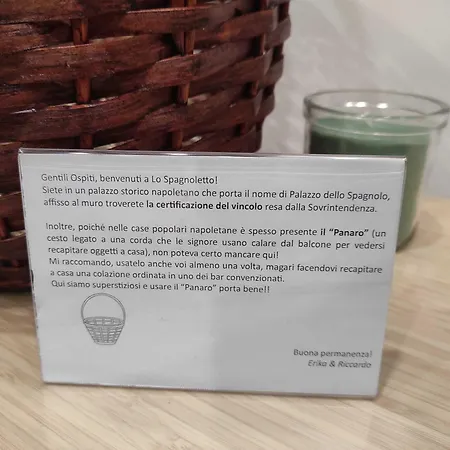 Gentili Ospiti, benvenuti a Lo Spagnoletto!
Siete in un palazzo storico napoletano che porta il nome di Palazzo dello Spagnolo,
affisso al muro troverete la certificazione del vincolo resa dalla Sovrintendenza.
Inoltre, poiché nelle case popolari napoletane è spesso presente il "Panaro" (un
cesto legato a una corda che le signore usano calare dal balcone per vedersi
recapitare oggetti a casa), non poteva certo mancare qui!
Mi raccomando, usatelo anche voi almeno una volta, magari facendovi recapitare
a casa una colazione ordinata in uno dei bar convenzionati.
Qui siamo superstiziosi e usare il "Panaro" porta bene!!
Buona permanenza!
Erika & Riccardo